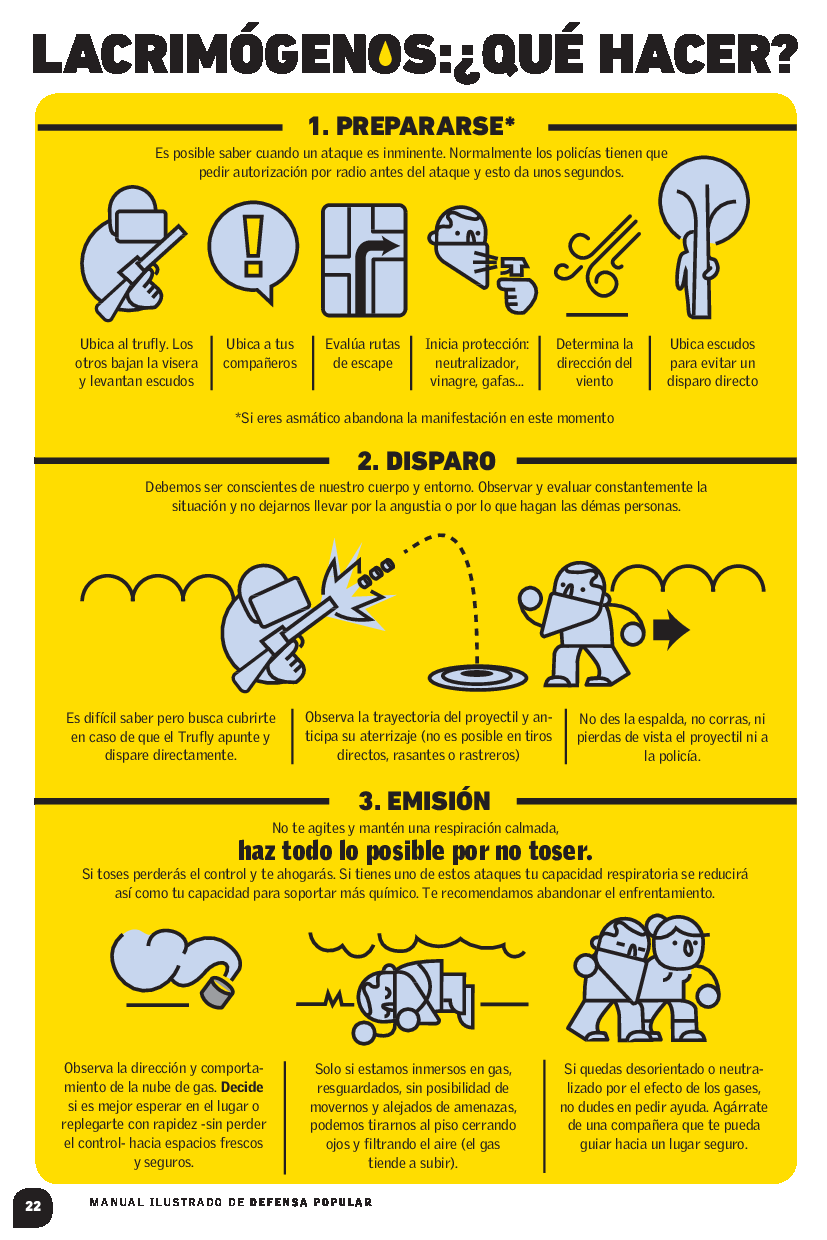 LACRIMÓGENOS:¿QUÉ HACER?
1. PREPARARSE*
Es posible saber cuando un ataque es inminente. Normalmente los policías tienen que
pedir autorización por radio antes del ataque y esto da unos segundos.
Ubica al trufly. Los
otros bajan la visera
y levantan escudos
Ubica a tus
compañeros
Evalúa rutas
de escape
Inicia protección:
neutralizador,
vinagre, gafas...
Determina la
dirección del
viento
Ubica escudos
para evitar un
disparo directo
*Si eres asmático abandona la manifestación en este momento
2. DISPARO
Debemos ser conscientes de nuestro cuerpo y entorno. Observar y evaluar constantemente la
situación y no dejarnos llevar por la angustia o por lo que hagan las démas personas.
Es difícil saber pero busca cubrirte
en caso de que el Trufly apunte y
dispare directamente.
Observa la trayectoria del proyectil y an-
ticipa su aterrizaje (no es posible en tiros
directos, rasantes o rastreros)
No des la espalda, no corras, ni
pierdas de vista el proyectil ni a
la policía.
3. EMISIÓN
No te agites y mantén una respiración calmada,
haz todo lo posible por no toser.
Si toses perderás el control y te ahogarás. Si tienes uno de estos ataques tu capacidad respiratoria se reducirá
así como tu capacidad para soportar más químico. Te recomendamos abandonar el enfrentamiento.
Observa la dirección y comporta-
miento de la nube de gas. Decide
si es mejor esperar en el lugar o
replegarte con rapidez -sin perder
el control- hacia espacios frescos
y seguros.
Solo si estamos inmersos en gas,
resguardados, sin posibilidad de
movernos y alejados de amenazas,
podemos tirarnos al piso cerrando
ojos y filtrando el aire (el gas
tiende a subir).
Si quedas desorientado o neutra-
lizado por el efecto de los gases,
no dudes en pedir ayuda. Agárrate
de una compañera que te pueda
guiar hacia un lugar seguro.
22
MANUAL ILUSTRADO DE DEFENSA POPULAR